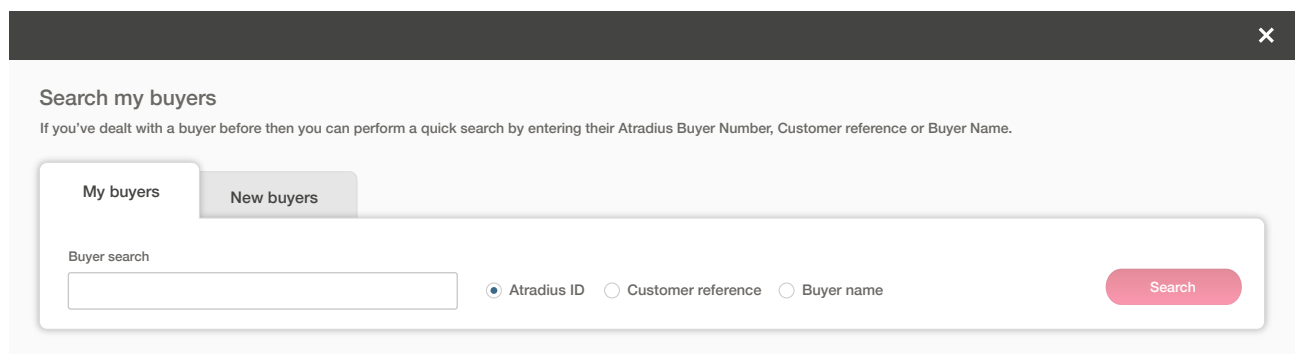 Search my buyers
If you've dealt with a buyer before then you can perform a quick search by entering their Atradius Buyer Number, Customer reference or Buyer Name.
My buyers
New buyers
Buyer search
Atradius ID Customer reference Buyer name Search